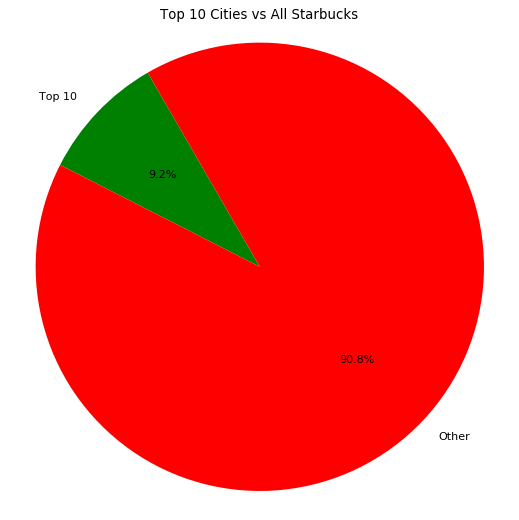 Top 10 Cities vs All Starbucks
Top 10
9.2%
90.8%
Other